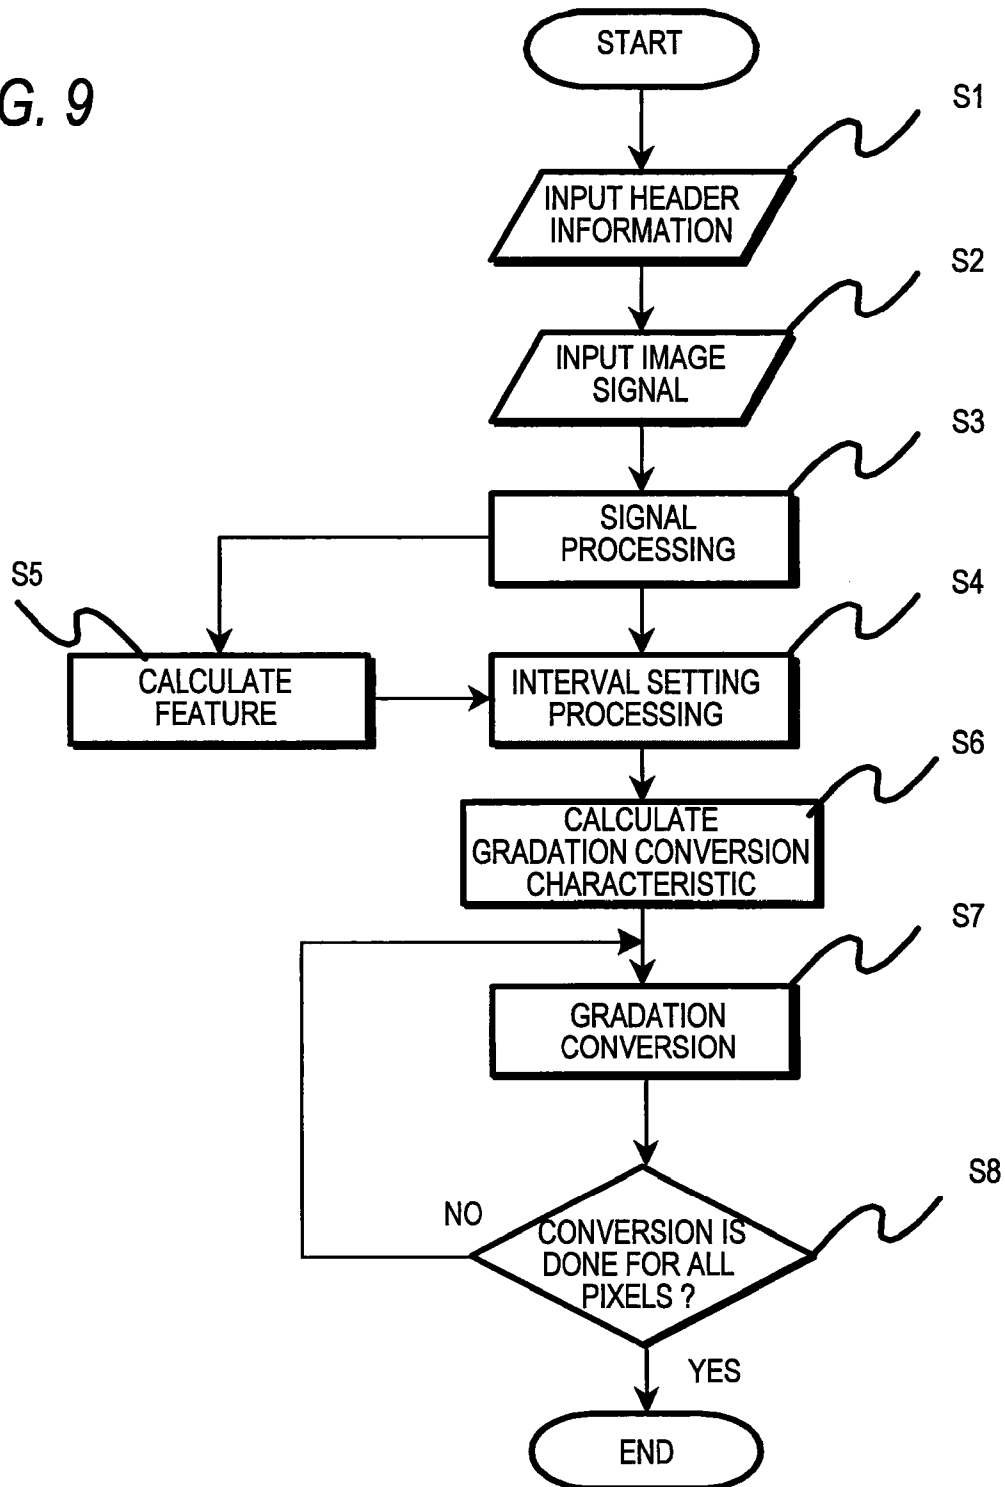 G. 9
START
S1
INPUT HEADER
INFORMATION
S2
INPUT IMAGE
SIGNAL
S3
SIGNAL
PROCESSING
S5
S4
CALCULATE
FEATURE
INTERVAL SETTING
PROCESSING
S6
CALCULATE
GRADATION CONVERSION
CHARACTERISTIC
S7
GRADATION
CONVERSION
S8
NO
CONVERSION IS
DONE FOR ALL
PIXELS ?
YES
END